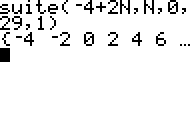 suite(-4+2N,N,0,
29,1)
{-4 -2 0 2 4 6 …